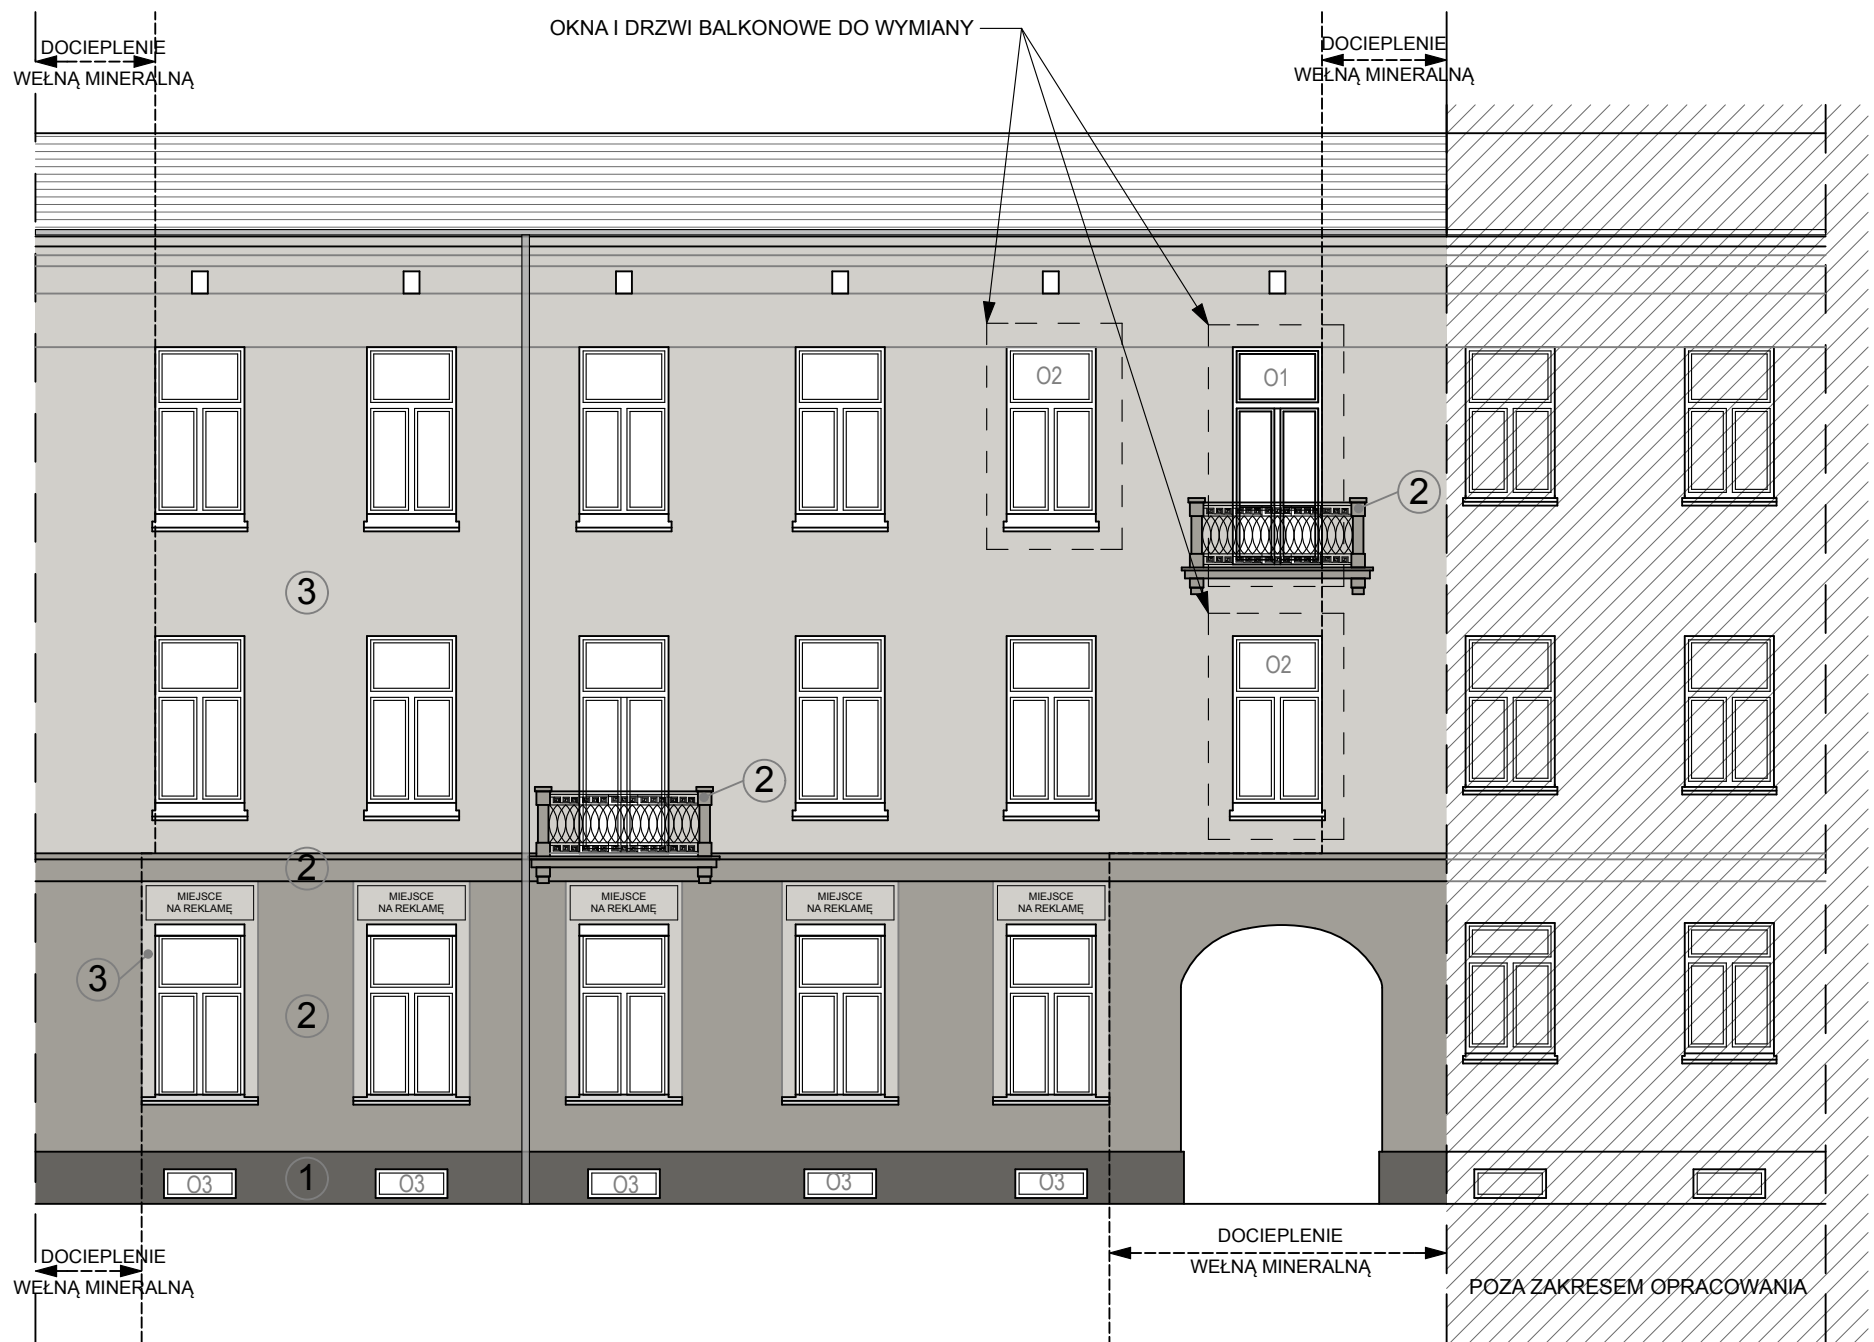 OKNA I DRZWI BALKONOWE DO WYMIANY
DOCIEPLENIE
WEŁNĄ MINERALNĄ
DOCIEPLENIE
WEŁNĄ MINERALNĄ
O2
O1
2
3
O2
2
2
MIEJSCE
NA REKLAMĘ
MIEJSCE
NA REKLAMĘ
MIEJSCE
NA REKLAMĘ
MIEJSCE
NA REKLAMĘ
MIEJSCE
NA REKLAMĘ
3
2
1
O3
O3
O3
O3
O3
DOCIEPLENIE
WEŁNĄ MINERALNĄ
DOCIEPLENIE
WEŁNĄ MINERALNĄ
POZA ZAKRESEM OPRACOWANIA